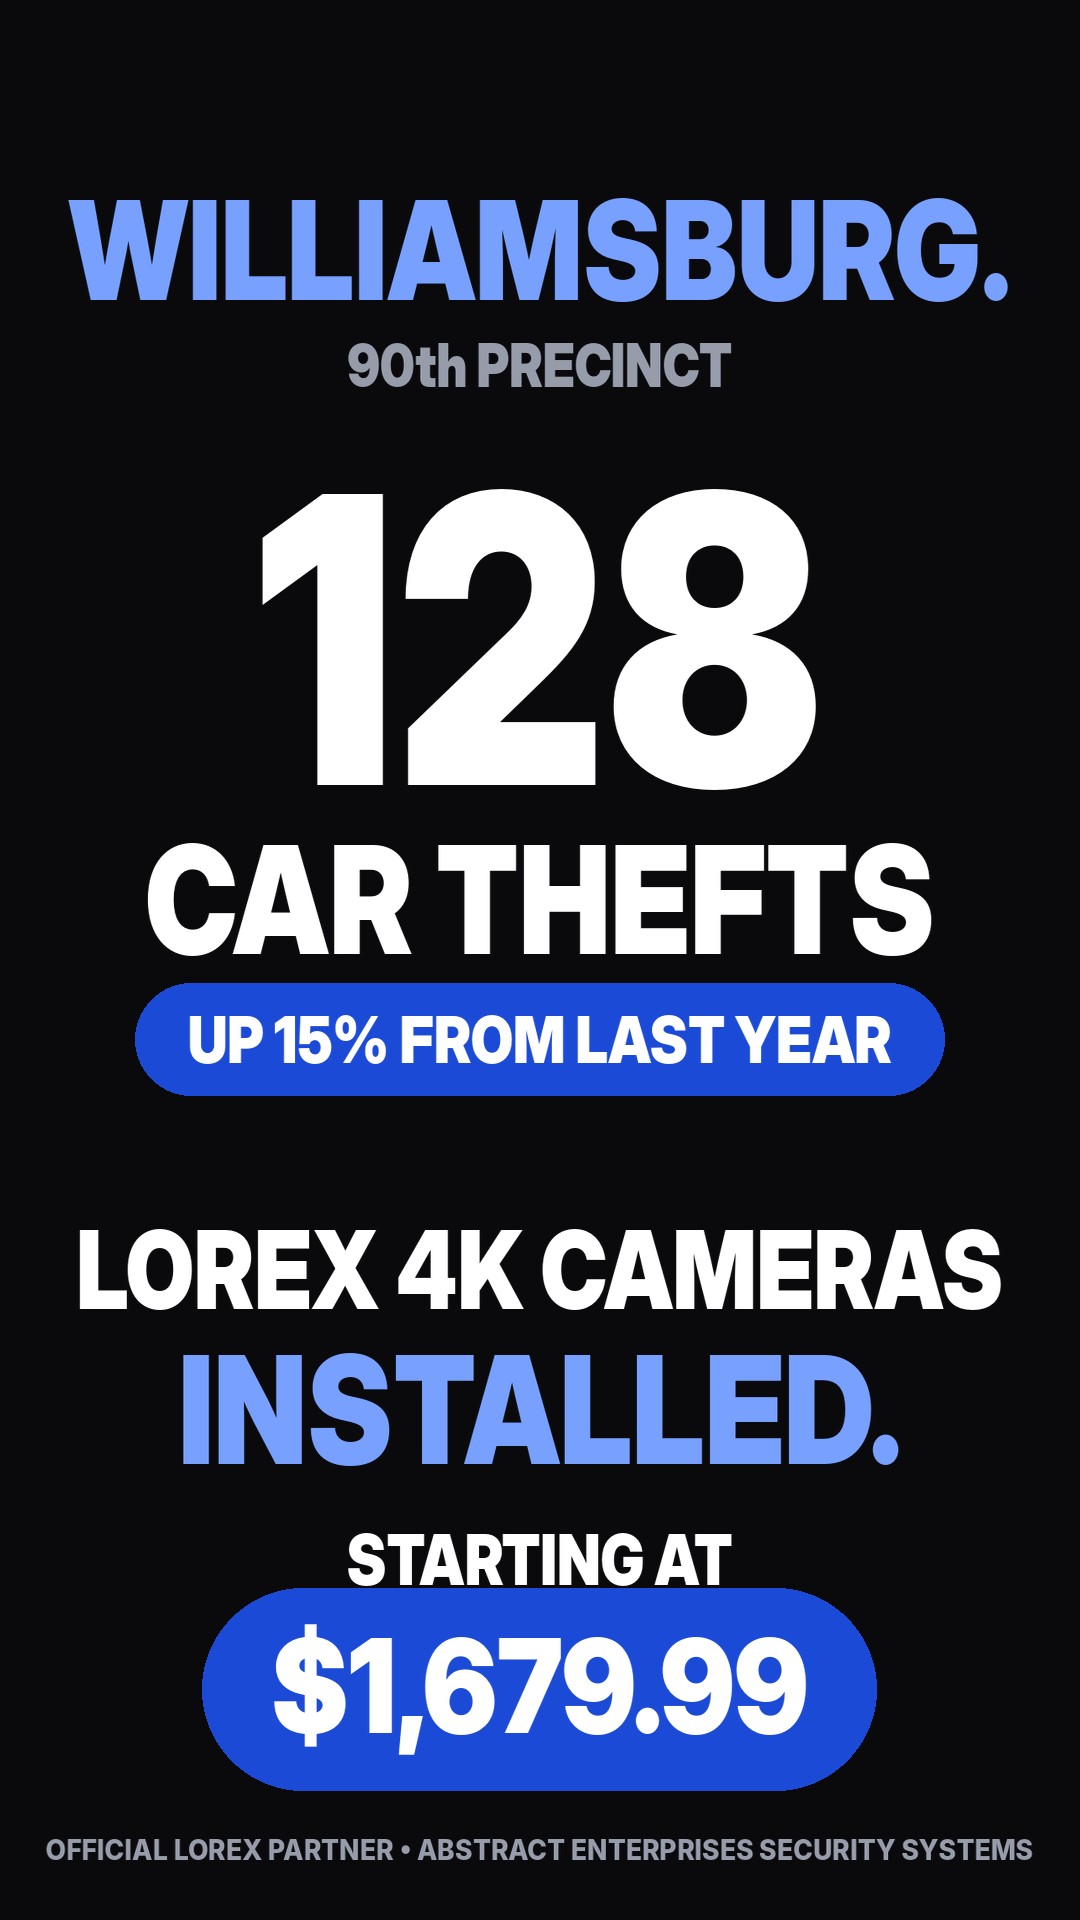 WILLIAMSBURG.
90th PRECINCT
128
CAR THEFTS
UP 15% FROM LAST YEAR
LOREX 4K CAMERAS
INSTALLED.
STARTING AT
$1,679.99
OFFICIAL LOREX PARTNER • ABSTRACT ENTERPRISES SECURITY SYSTEMS